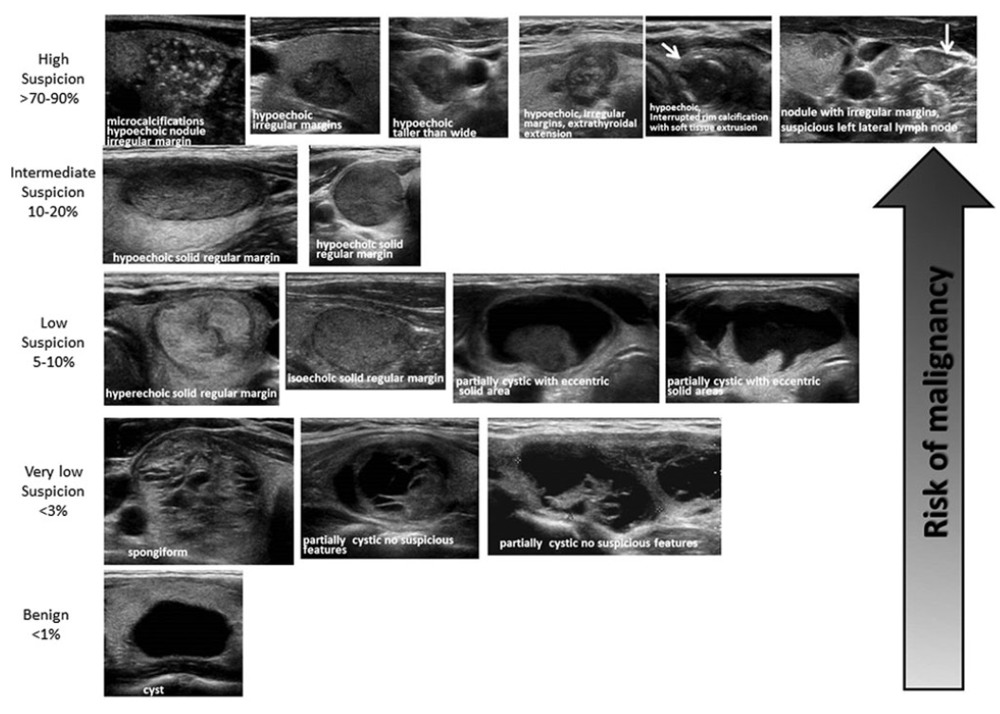 High
Suspicion
>70-90%
microcalcifications
hypoechoic nodule
irregular margin
hypoechoic
irregular margins
hypoechoic
taller than wide
hypoechoic, irregular
margins, extrathyroidal
extension
hypoechoic,
Interrupted rim calcification
with soft tissue extrusion
nodule with irregular margins,
suspicious left lateral lymph node
Intermediate
Suspicion
10-20%
hypoechoic solid regular margin
hypoechoic solid
regular margin
Low
Suspicion
5-10%
hyperechoic solid regular margin
isoechoic solid regular margin
partially cystic with eccentric
solid area
partially cystic with eccentric
solid areas
Very low
Suspicion
<3%
spongiform
partially cystic no suspicious
features
partially cystic no suspicious features
Benign
<1%
cyst
Risk of malignancy